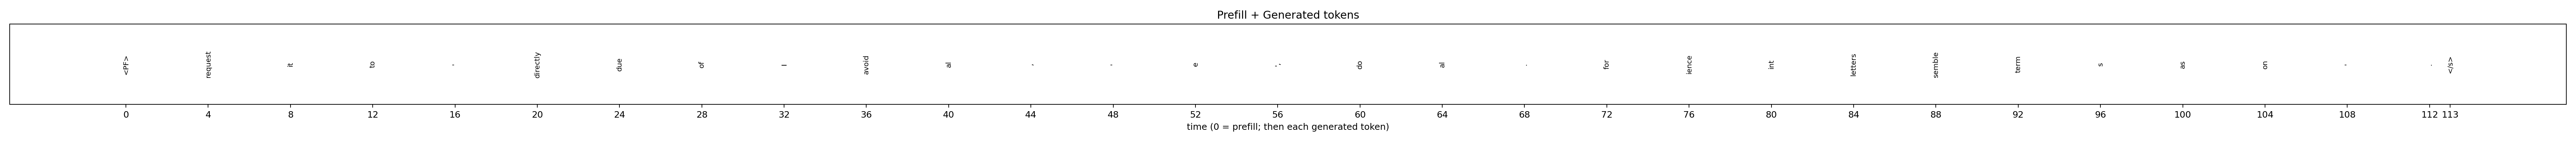 Prefill + Generated tokens
<PF> request it to - directly due of I avoid al - - e -, do al . for ience int letters semble term s as on - . </s>
0 4 8 12 16 20 24 28 32 36 40 44 48 52 56 60 64 68 72 76 80 84 88 92 96 100 104 108 112 113
time (0 = prefill; then each generated token)